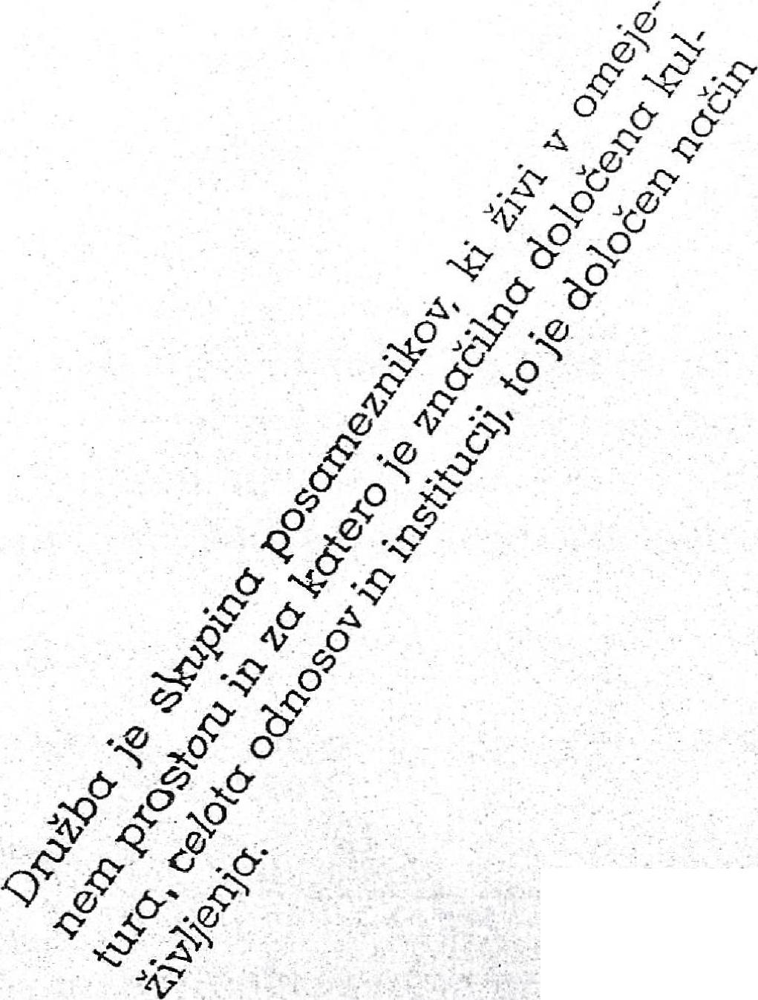 Družba je skupina posameznikov, ki živi v omeje-
nem prostoru in za katero je značilna določena kul-
tura, celota odnosov in institucij, to je določen način
življenja.